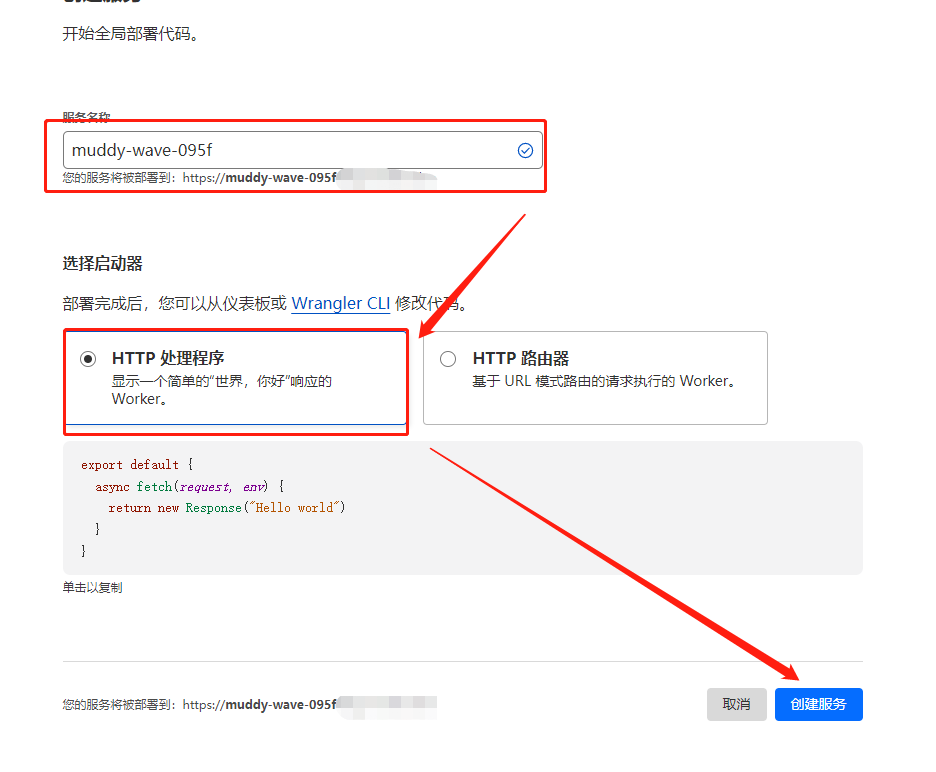 开始全局部署代码。
服务名称
muddy-wave-095f
您的服务将被部署到：https://muddy-wave-095f
选择启动器
部署完成后，您可以从仪表板或 Wrangler CLI 修改代码。
HTTP 处理程序
显示一个简单的“世界，你好”响应的
Worker。
HTTP 路由器
基于 URL 模式路由的请求执行的 Worker。
export default {
async fetch(request, env) {
return new Response("Hello world")
}
}
单击以复制
您的服务将被部署到：https://muddy-wave-095f
取消
创建服务